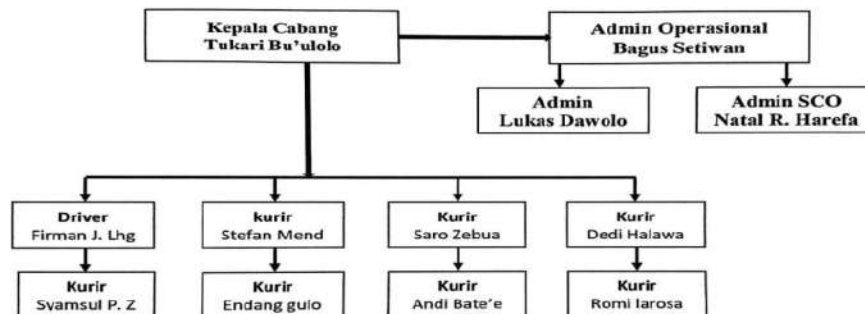 Kepala Cabang
Tukari Bu'ulolo
Admin Operasional
Bagus Setiwan
Admin
Lukas Dawolo
Admin SCO
Natal R. Harefa
Driver
Firman J. Lhg
kurir
Stefan Mend
Kurir
Saro Zebua
Kurir
Dedi Halawa
Kurir
Syamsul P. Z
Kurir
Endang gulo
Kurir
Andi Bate'e
Kurir
Romi larosa